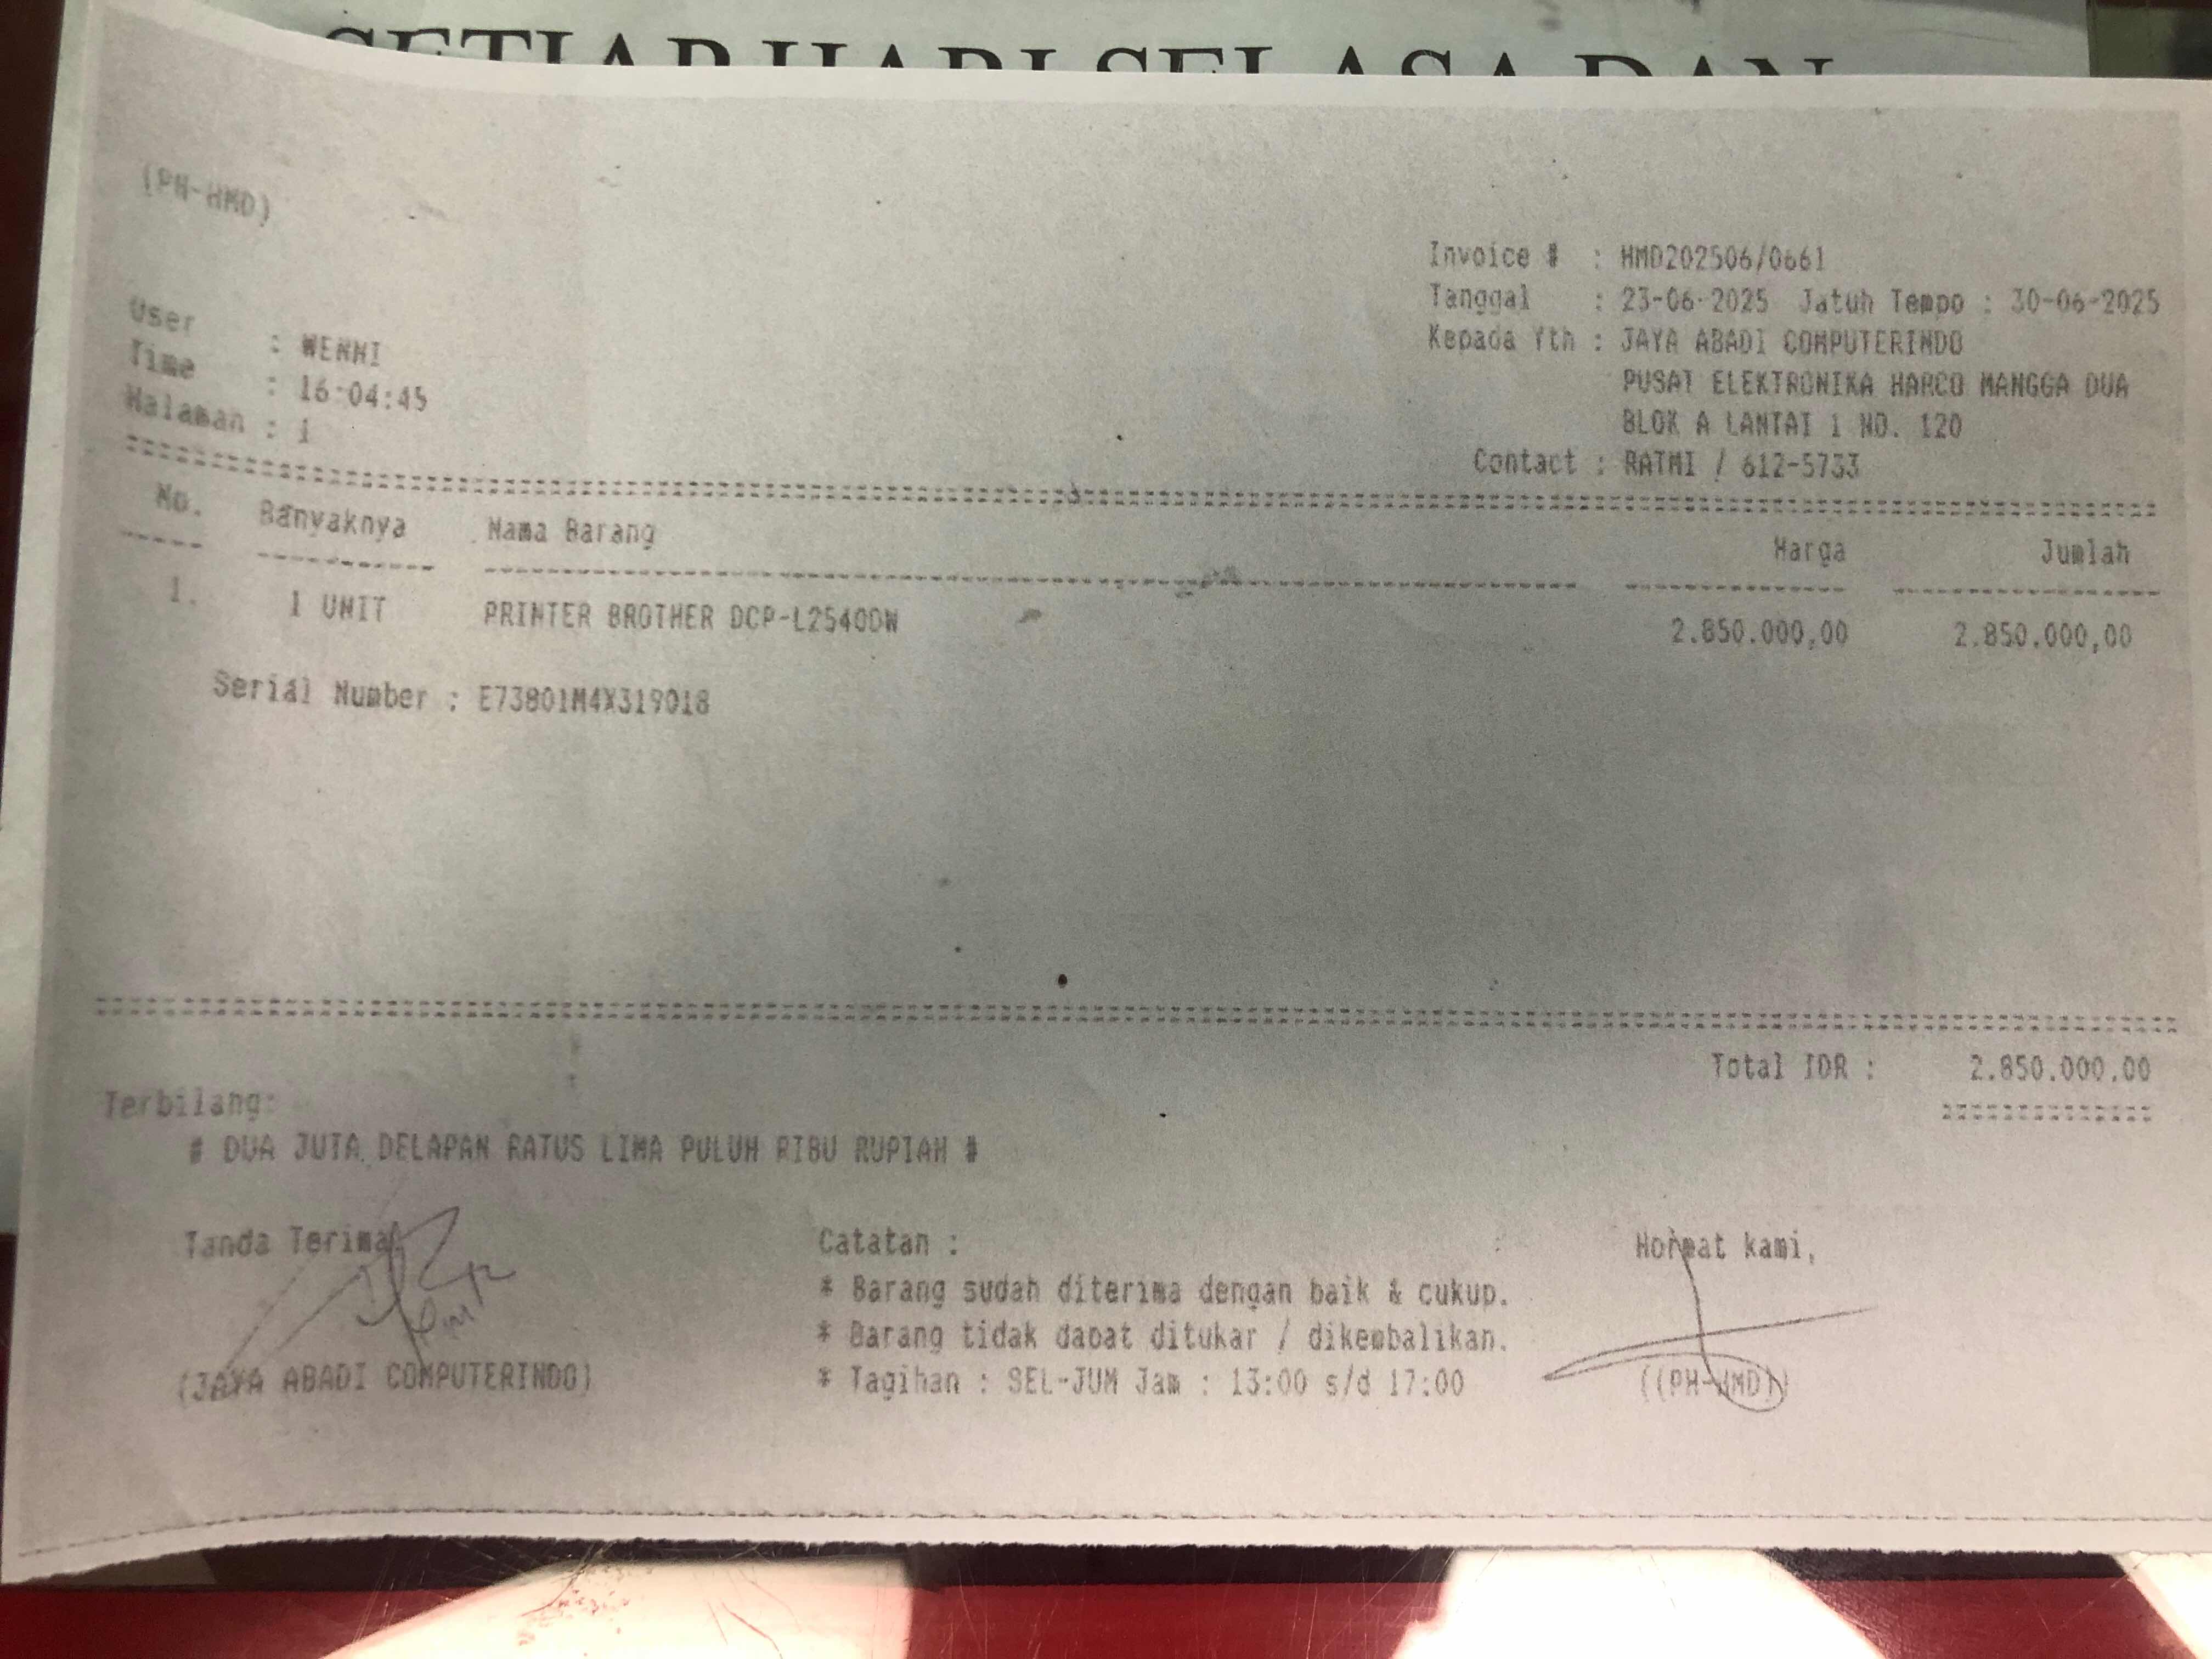 SETIAP HARI SELASA DAN
(PH-HMD)
Invoice # : HMD202506/0661
Tanggal : 23-06-2025 Jatuh Tempo : 30-06-2025
Kepada Yth : JAYA ABADI COMPUTERINDO
PUSAT ELEKTRONIKA HARCO MANGGA DUA
BLOK A LANTAI 1 NO. 120
Contact : RATMI / 612-5733
User : WENNI
Time : 16:04:45
Halaman : 1
No. Banyaknya Nama Barang Harga Jumlah
1. 1 UNIT PRINTER BROTHER DCP-L2540DW 2.850.000,00 2.850.000,00
Serial Number : E73801M4X319018
Total IDR : 2.850.000.00
Terbilang:
# DUA JUTA DELAPAN RATUS LIMA PULUH RIBU RUPIAH #
Tanda Terima
(JAYA ABADI COMPUTERINDO)
Catatan :
* Barang sudah diterima dengan baik & cukup.
* Barang tidak dapat ditukar / dikembalikan.
* Tagihan : SEL-JUM Jam : 13:00 s/d 17:00
Hormat kami,
((PH-HMD))